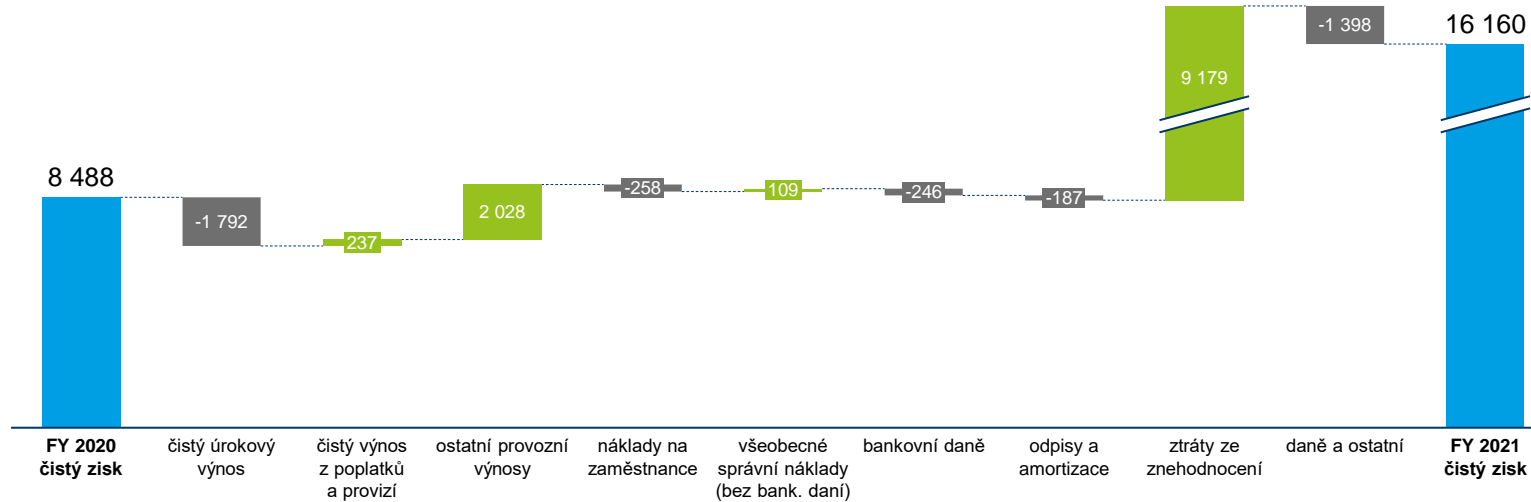 -1 398
16 160
9 179
8 488
-258
109
-246
-187
-1 792
2 028
237
FY 2020
čistý zisk
čistý úrokový
výnos
čistý výnos
z poplatků
a provizí
ostatní provozní
výnosy
náklady na
zaměstnance
všeobecné
správní náklady
(bez bank. daní)
bankovní daně
odpisy a
amortizace
ztráty ze
znehodnocení
daně a ostatní
FY 2021
čistý zisk